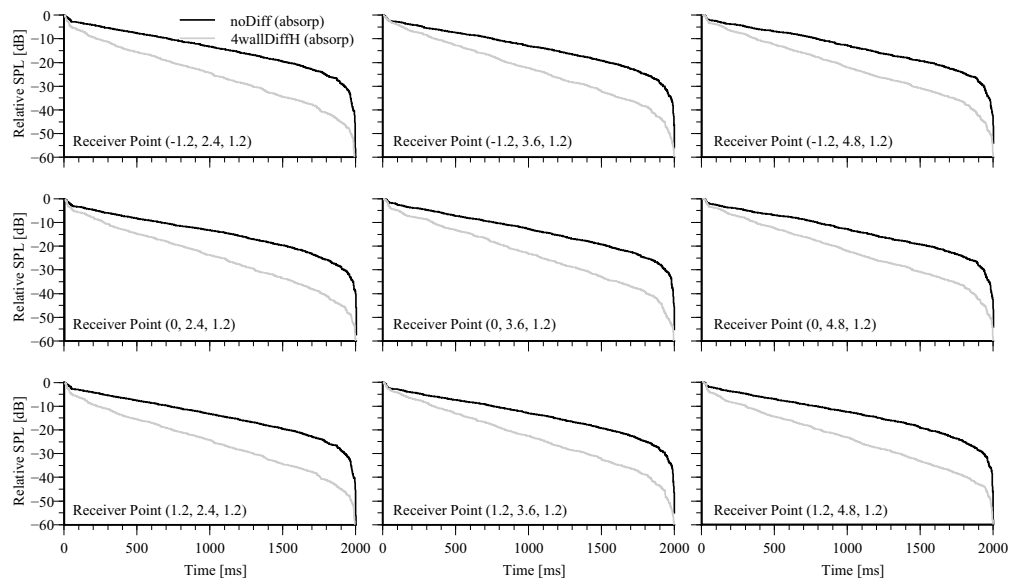 noDiff (absorp)
4wallDiffH (absorp)
Relative SPL [dB]
0
−10
−20
−30
−40
−50
−60
Receiver Point (-1.2, 2.4, 1.2)
Receiver Point (-1.2, 3.6, 1.2)
Receiver Point (-1.2, 4.8, 1.2)
Relative SPL [dB]
0
−10
−20
−30
−40
−50
−60
Receiver Point (0, 2.4, 1.2)
Receiver Point (0, 3.6, 1.2)
Receiver Point (0, 4.8, 1.2)
Relative SPL [dB]
0
−10
−20
−30
−40
−50
−60
Receiver Point (1.2, 2.4, 1.2)
Receiver Point (1.2, 3.6, 1.2)
Receiver Point (1.2, 4.8, 1.2)
0 500 1000 1500 2000 0 500 1000 1500 2000 0 500 1000 1500 2000
Time [ms] Time [ms] Time [ms]